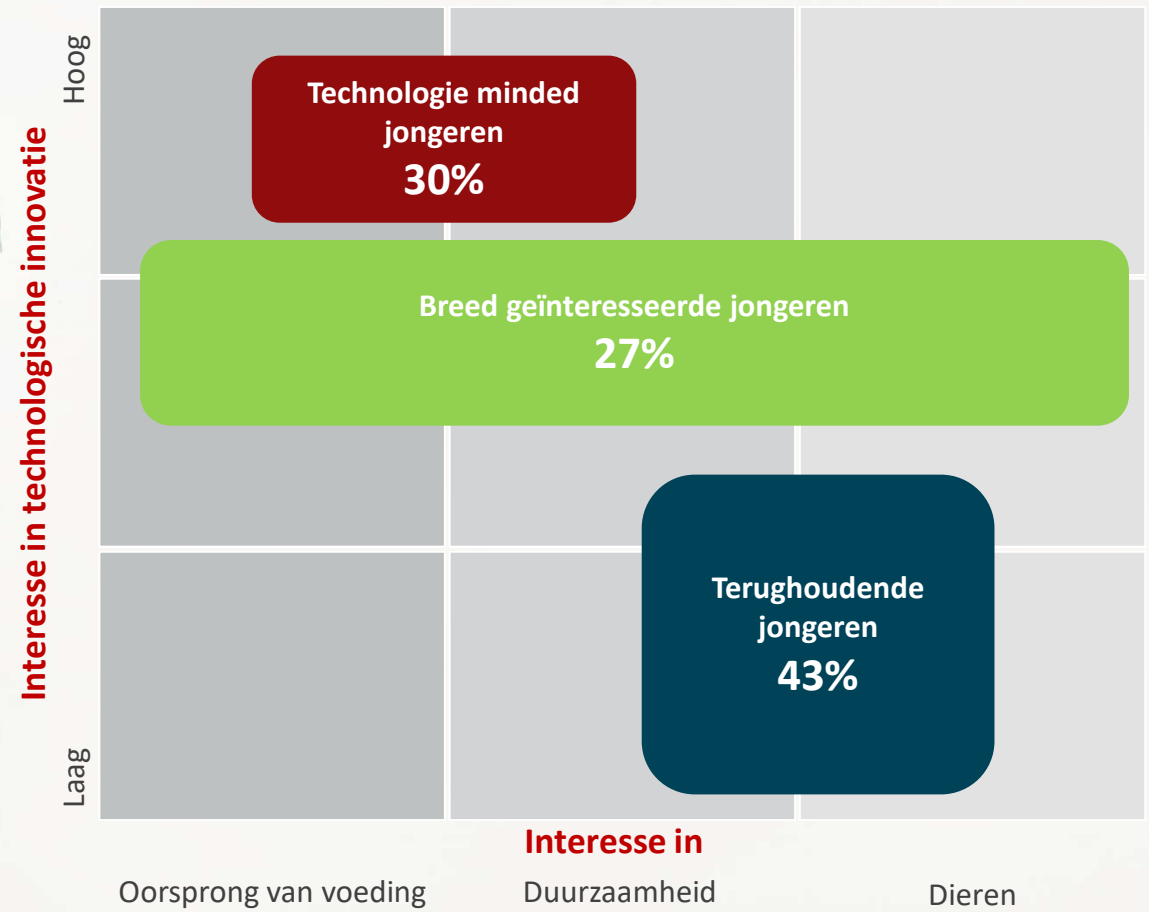 Interesse in technologische innovatie
Hoog
Laag
Technologie minded
jongeren
30%
Breed geïnteresseerde jongeren
27%
Terughoudende
jongeren
43%
Interesse in
Oorsprong van voeding
Duurzaamheid
Dieren